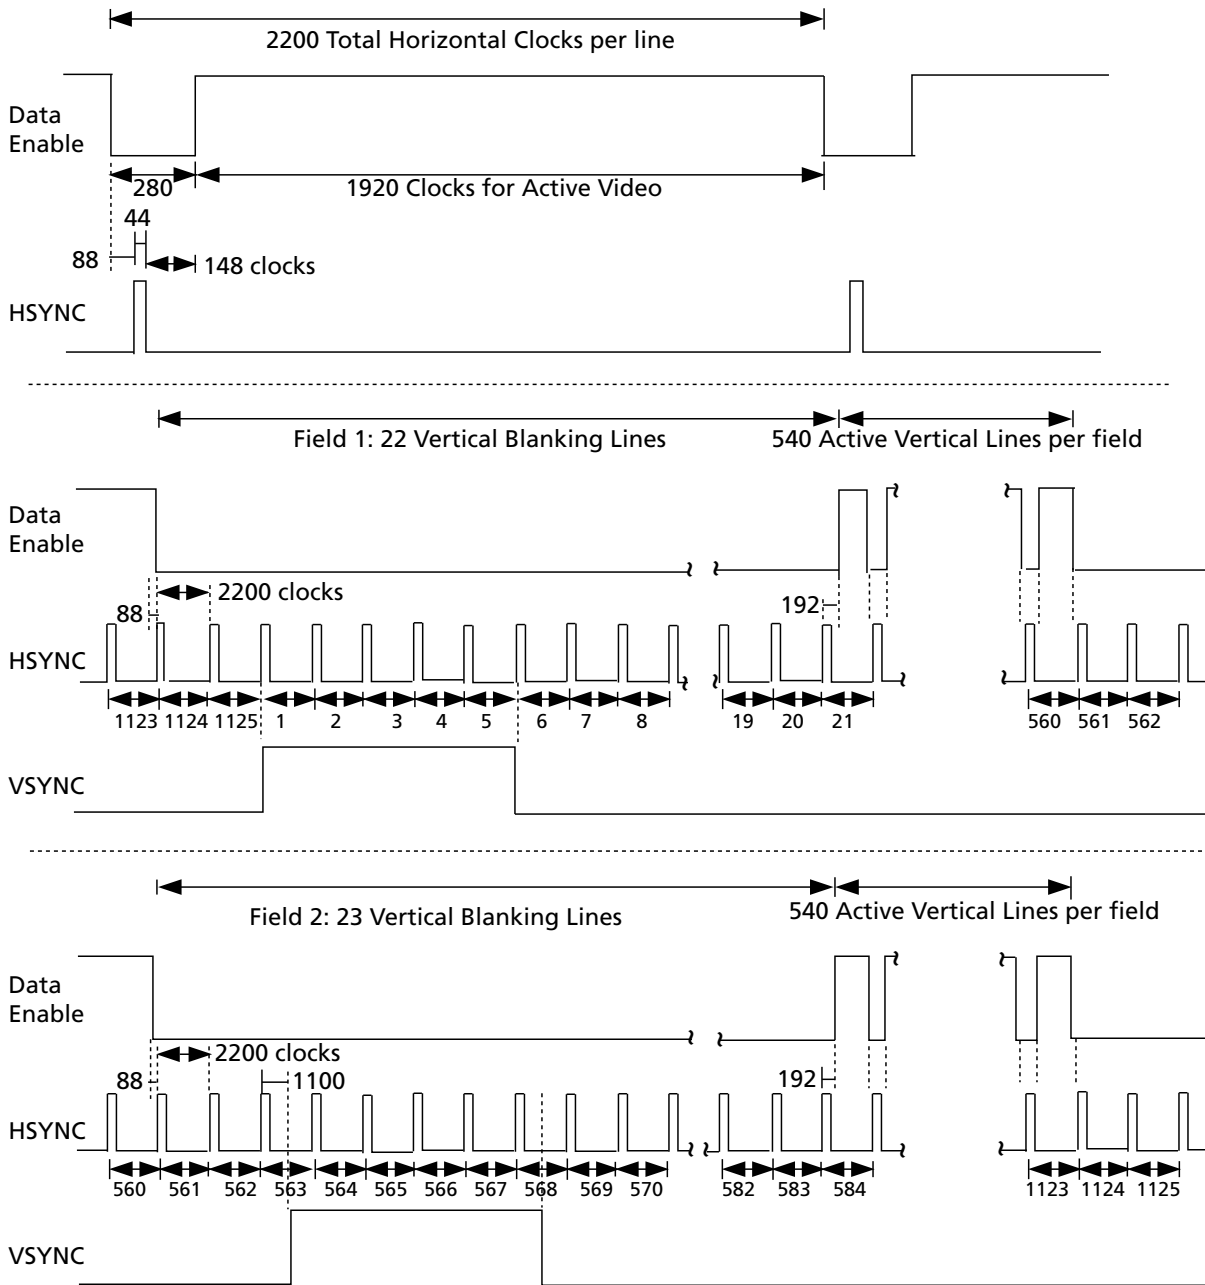 2200 Total Horizontal Clocks per line
Data
Enable
280
1920 Clocks for Active Video
44
88
148 clocks
HSYNC
Field 1: 22 Vertical Blanking Lines
540 Active Vertical Lines per field
Data
Enable
2200 clocks
88
192
HSYNC
1123 1124 1125 1 2 3 4 5 6 7 8 19 20 21 560 561 562
VSYNC
Field 2: 23 Vertical Blanking Lines
540 Active Vertical Lines per field
Data
Enable
2200 clocks
88
1100
192
HSYNC
560 561 562 563 564 565 566 567 568 569 570 582 583 584 1123 1124 1125
VSYNC